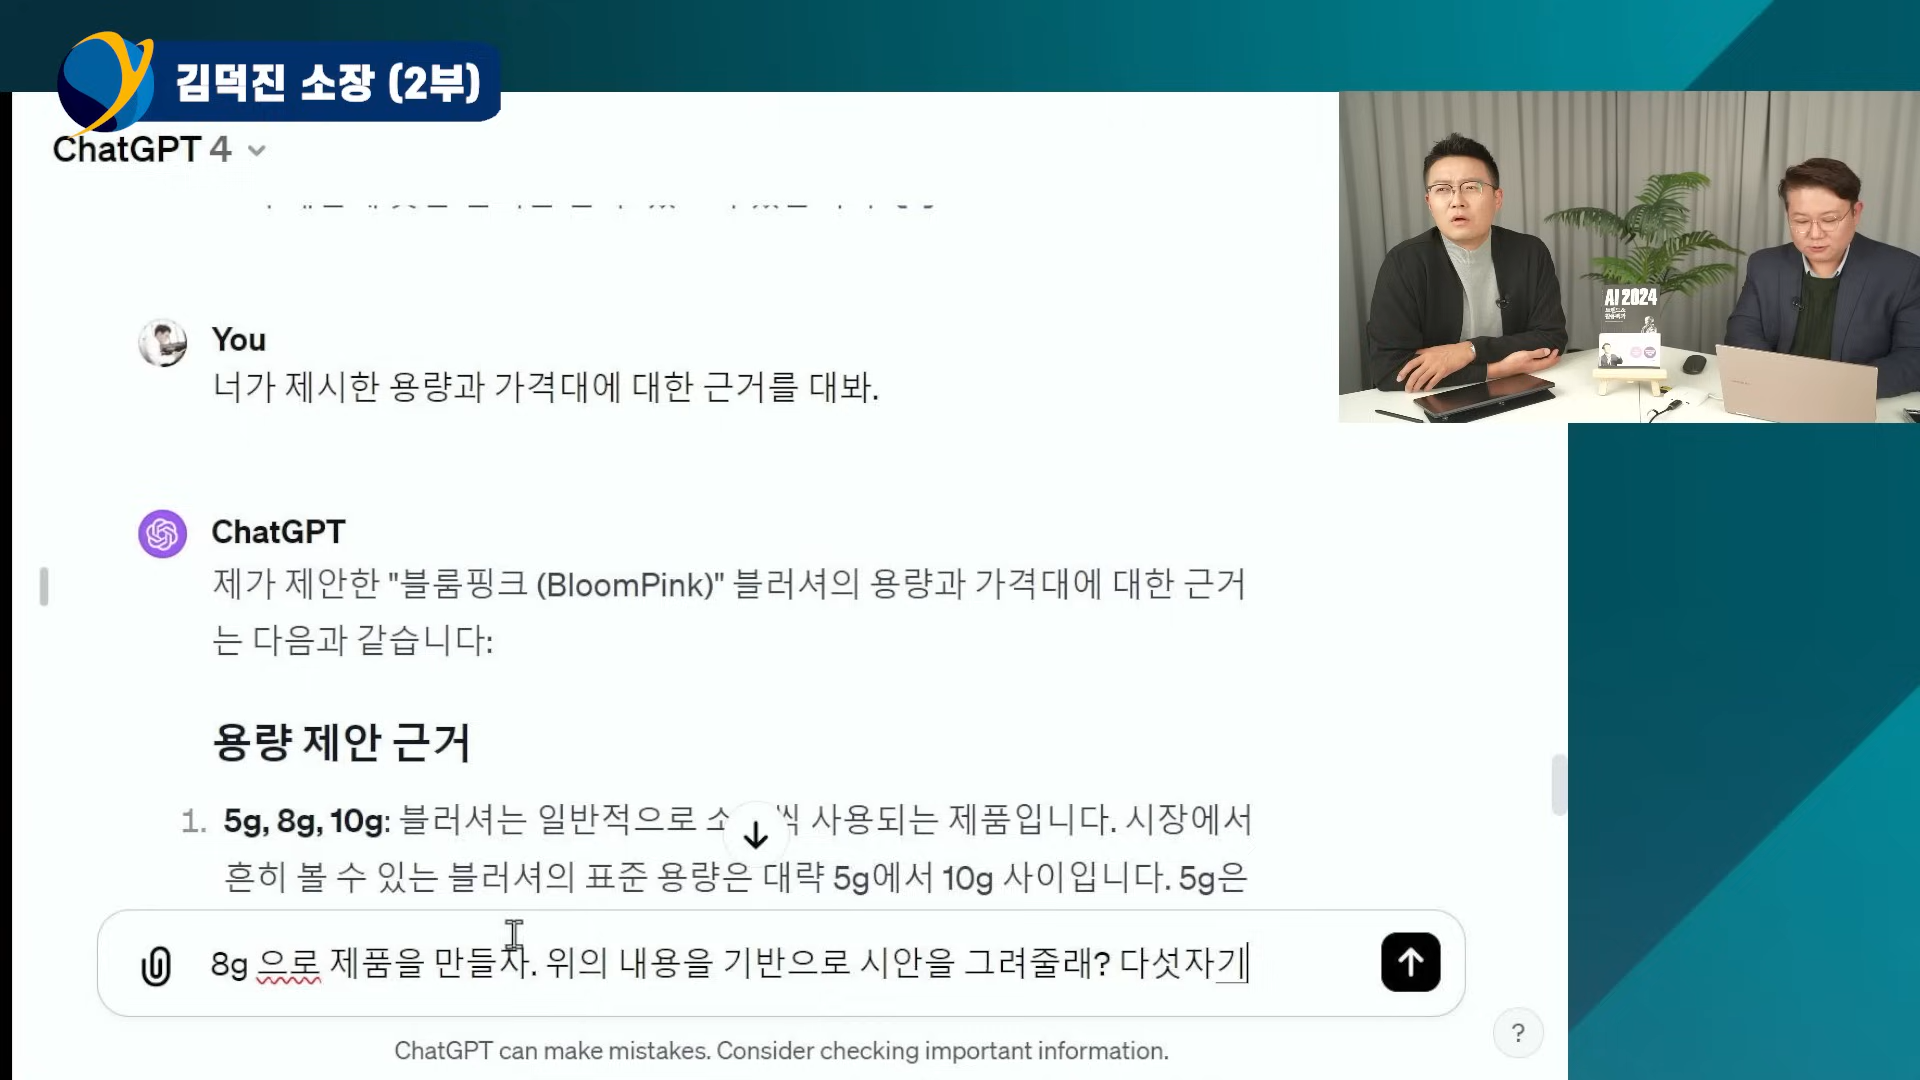 김덕진 소장 (2부)
ChatGPT 4
You
너가 제시한 용량과 가격대에 대한 근거를 대봐.
ChatGPT
제가 제안한 "블룸핑크 (BloomPink)" 블러셔의 용량과 가격대에 대한 근거
는 다음과 같습니다:
용량 제안 근거
1. 5g, 8g, 10g: 블러셔는 일반적으로 사용되는 제품입니다. 시장에서
흔히 볼 수 있는 블러셔의 표준 용량은 대략 5g에서 10g 사이입니다. 5g은
8g 으로 제품을 만들자. 위의 내용을 기반으로 시안을 그려줄래? 다섯자기
ChatGPT can make mistakes. Consider checking important information.
?
AI 2024